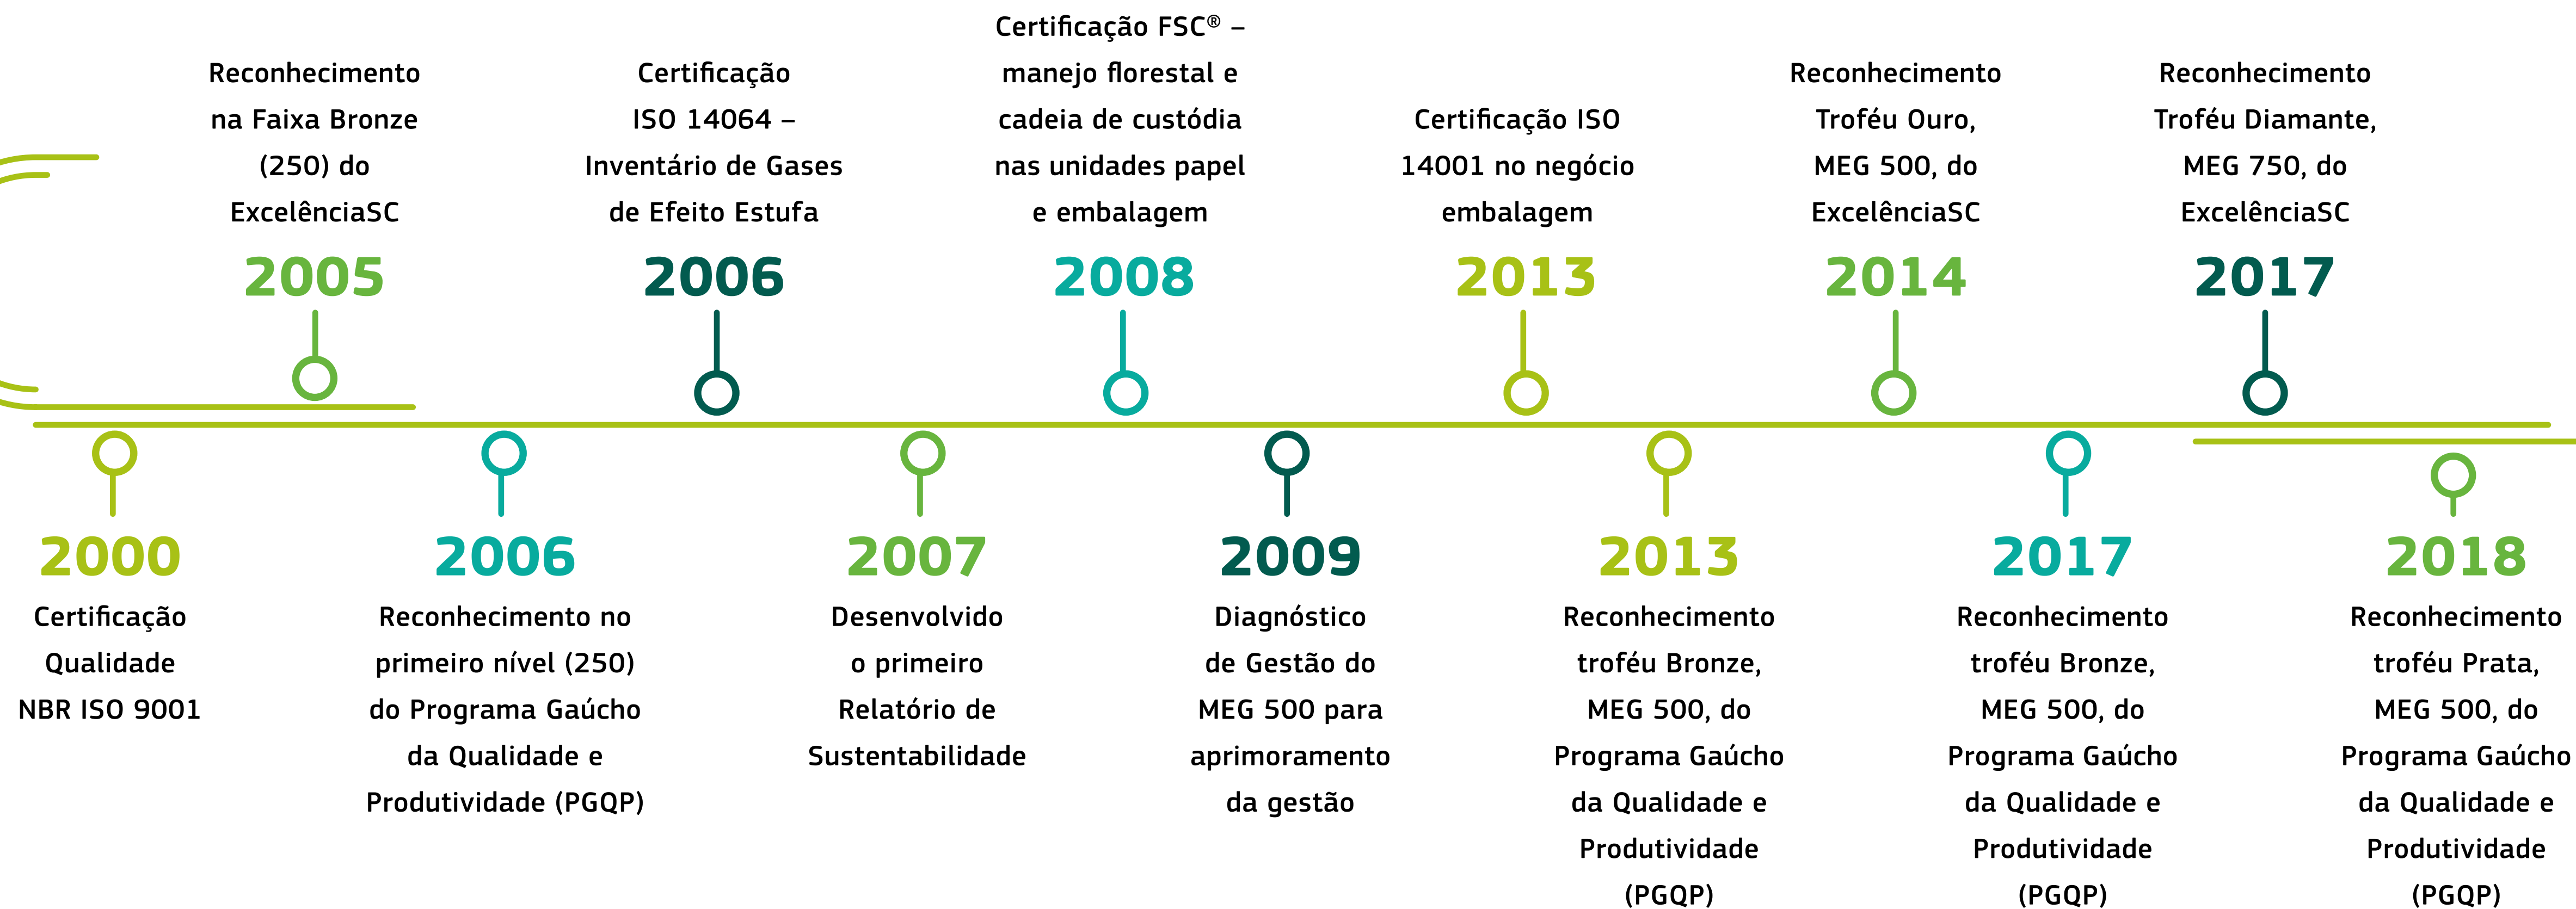 Reconhecimento
na Faixa Bronze
(250) do
ExcelênciaSC
2005
Certificação
ISO 14064 –
Inventário de Gases
de Efeito Estufa
2006
Certificação FSC® –
manejo florestal e
cadeia de custódia
nas unidades papel
e embalagem
2008
Certificação ISO
14001 no negócio
embalagem
2013
Reconhecimento
Troféu Ouro,
MEG 500, do
ExcelênciaSC
2014
Reconhecimento
Troféu Diamante,
MEG 750, do
ExcelênciaSC
2017
2000
Certificação
Qualidade
NBR ISO 9001
2006
Reconhecimento no
primeiro nível (250)
do Programa Gaúcho
da Qualidade e
Produtividade (PGQP)
2007
Desenvolvido
o primeiro
Relatório de
Sustentabilidade
2009
Diagnóstico
de Gestão do
MEG 500 para
aprimoramento
da gestão
2013
Reconhecimento
troféu Bronze,
MEG 500, do
Programa Gaúcho
da Qualidade e
Produtividade
(PGQP)
2017
Reconhecimento
troféu Bronze,
MEG 500, do
Programa Gaúcho
da Qualidade e
Produtividade
(PGQP)
2018
Reconhecimento
troféu Prata,
MEG 500, do
Programa Gaúcho
da Qualidade e
Produtividade
(PGQP)